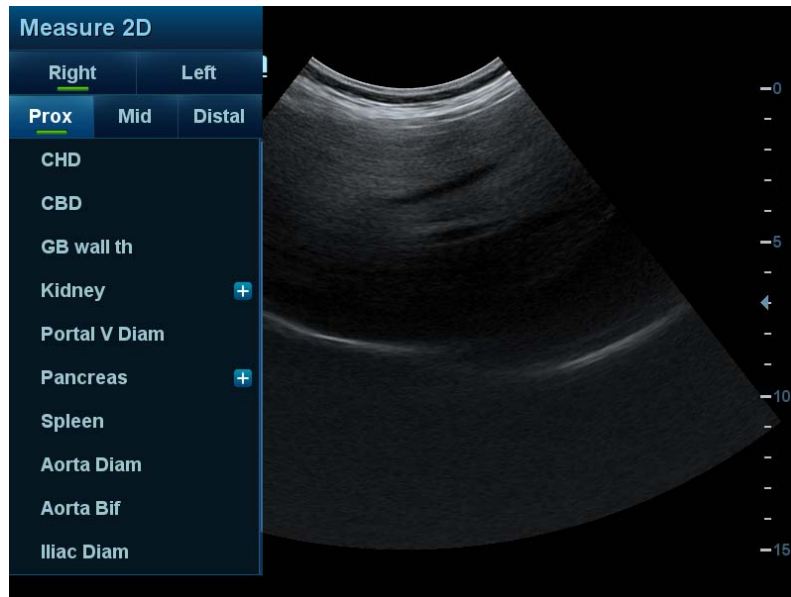 Measure 2D
Right Left
Prox Mid Distal
CHD
CBD
GB wall th
Kidney
Portal V Diam
Pancreas
Spleen
Aorta Diam
Aorta Bif
Iliac Diam
0
5
10
15